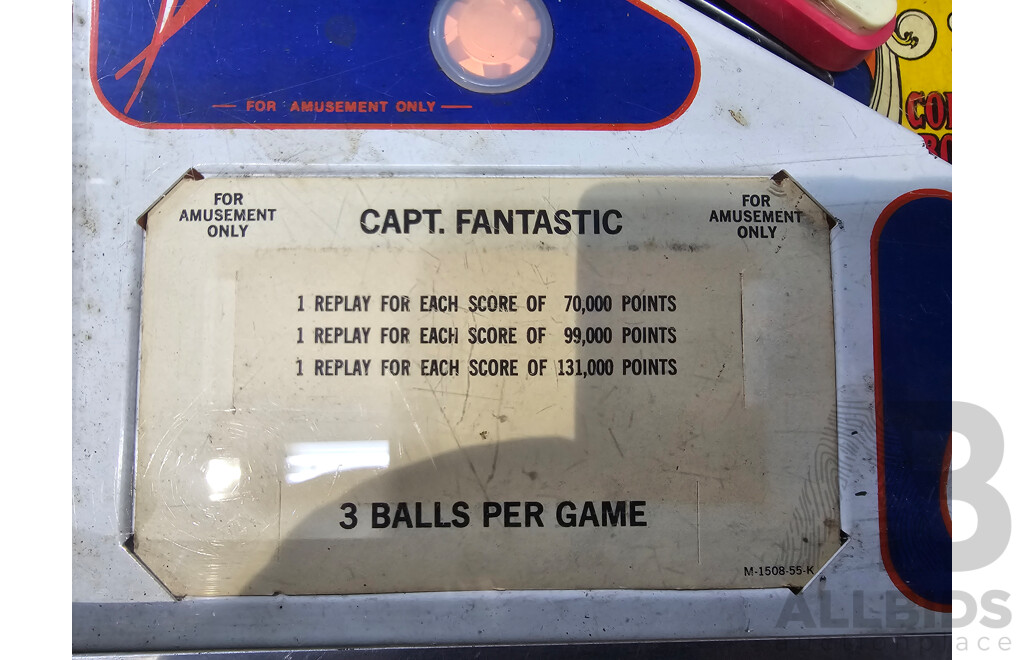 — FOR AMUSEMENT ONLY —
FOR
AMUSEMENT
ONLY
CAPT. FANTASTIC
FOR
AMUSEMENT
ONLY
1 REPLAY FOR EACH SCORE OF 70,000 POINTS
1 REPLAY FOR EACH SCORE OF 99,000 POINTS
1 REPLAY FOR EACH SCORE OF 131,000 POINTS
3 BALLS PER GAME
M-1508-55-K
ALLBIDS